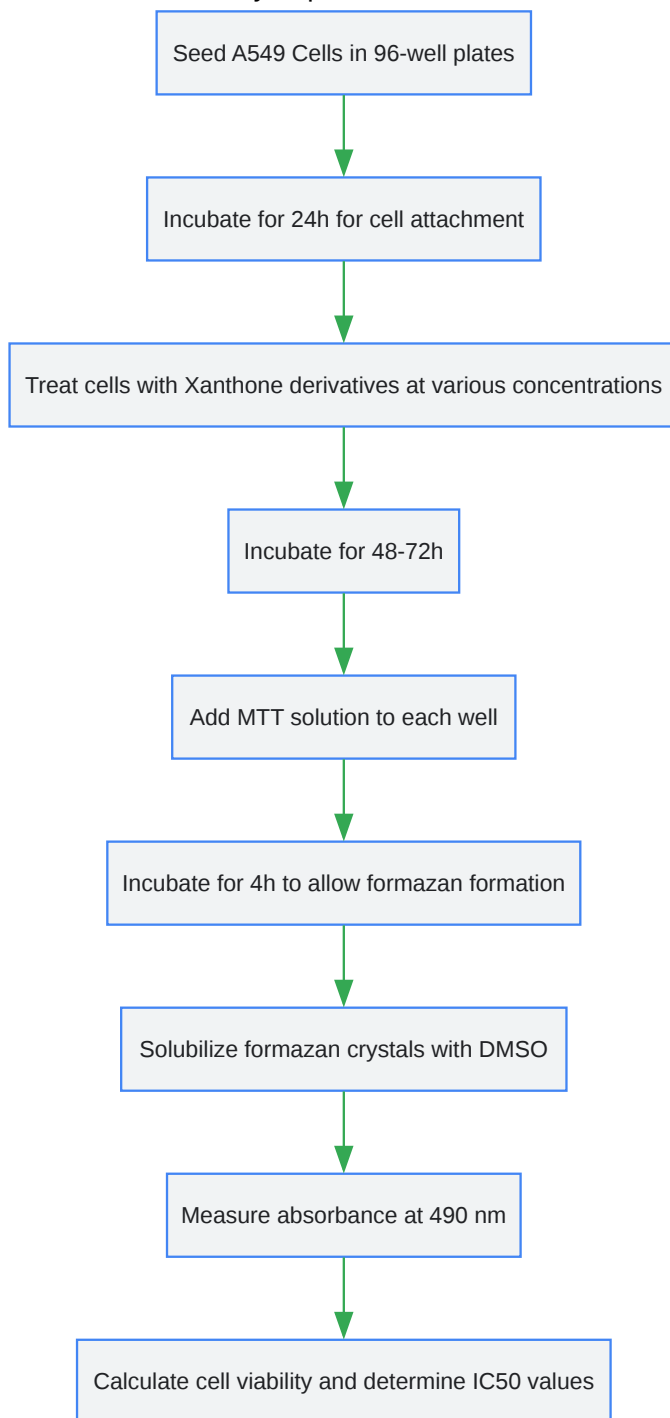 Seed A549 Cells in 96-well plates
Incubate for 24h for cell attachment
Treat cells with Xanthone derivatives at various concentrations
Incubate for 48-72h
Add MTT solution to each well
Incubate for 4h to allow formazan formation
Solubilize formazan crystals with DMSO
Measure absorbance at 490 nm
Calculate cell viability and determine IC50 values